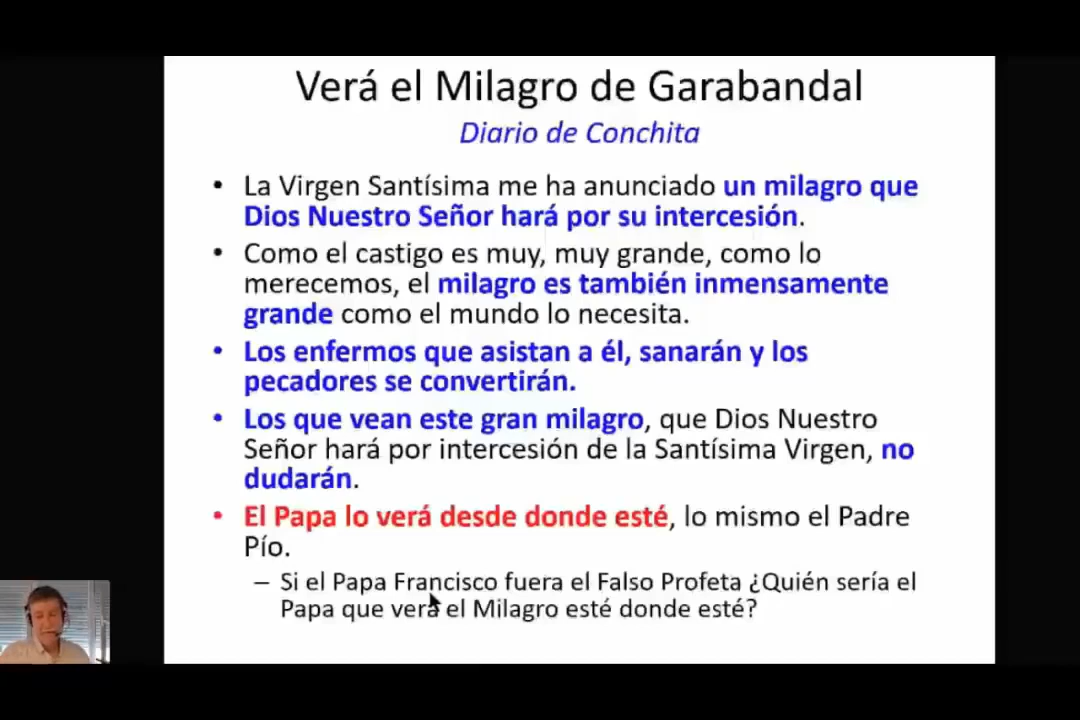 Verá el Milagro de Garabandal
Diario de Conchita
• La Virgen Santísima me ha anunciado un milagro que
Dios Nuestro Señor hará por su intercesión.
• Como el castigo es muy, muy grande, como lo
merecemos, el milagro es también inmensamente
grande como el mundo lo necesita.
• Los enfermos que asistan a él, sanarán y los
pecadores se convertirán.
• Los que vean este gran milagro, que Dios Nuestro
Señor hará por intercesión de la Santísima Virgen, no
dudarán.
• El Papa lo verá desde donde esté, lo mismo el Padre
Pío.
– Si el Papa Francisco fuera el Falso Profeta ¿Quién sería el
Papa que verá el Milagro esté donde esté?